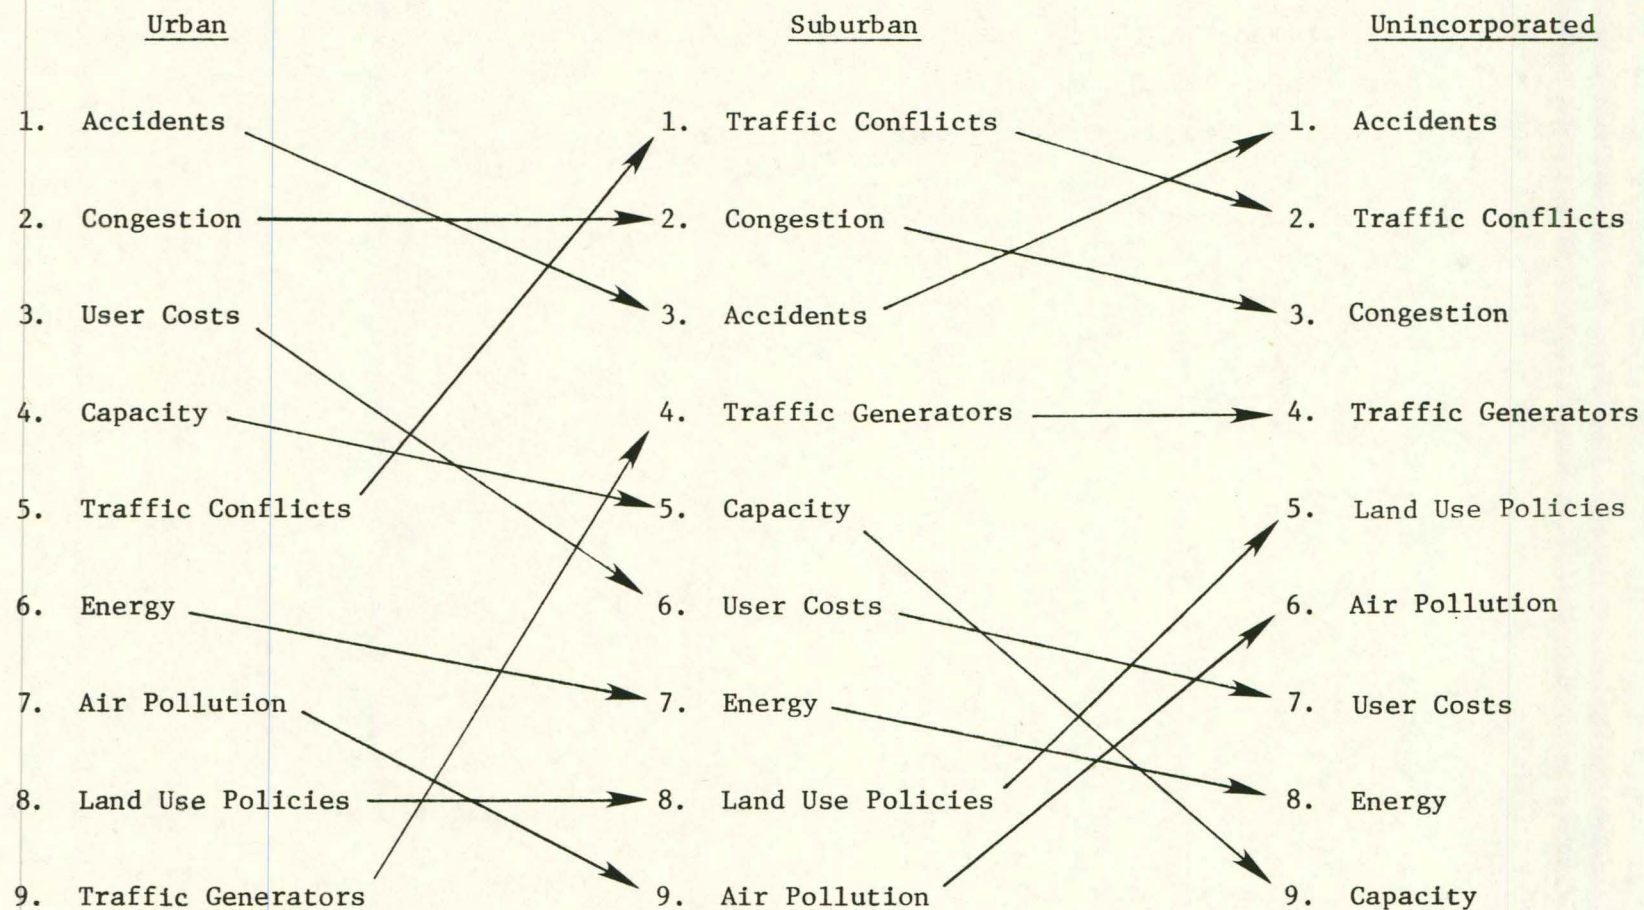 Urban Suburban Unincorporated
1. Accidents 1. Traffic Conflicts 1. Accidents
2. Congestion 2. Congestion 2. Traffic Conflicts
3. User Costs 3. Accidents 3. Congestion
4. Capacity 4. Traffic Generators 4. Traffic Generators
5. Traffic Conflicts 5. Capacity 5. Land Use Policies
6. Energy 6. User Costs 6. Air Pollution
7. Air Pollution 7. Energy 7. User Costs
8. Land Use Policies 8. Land Use Policies 8. Energy
9. Traffic Generators 9. Air Pollution 9. Capacity